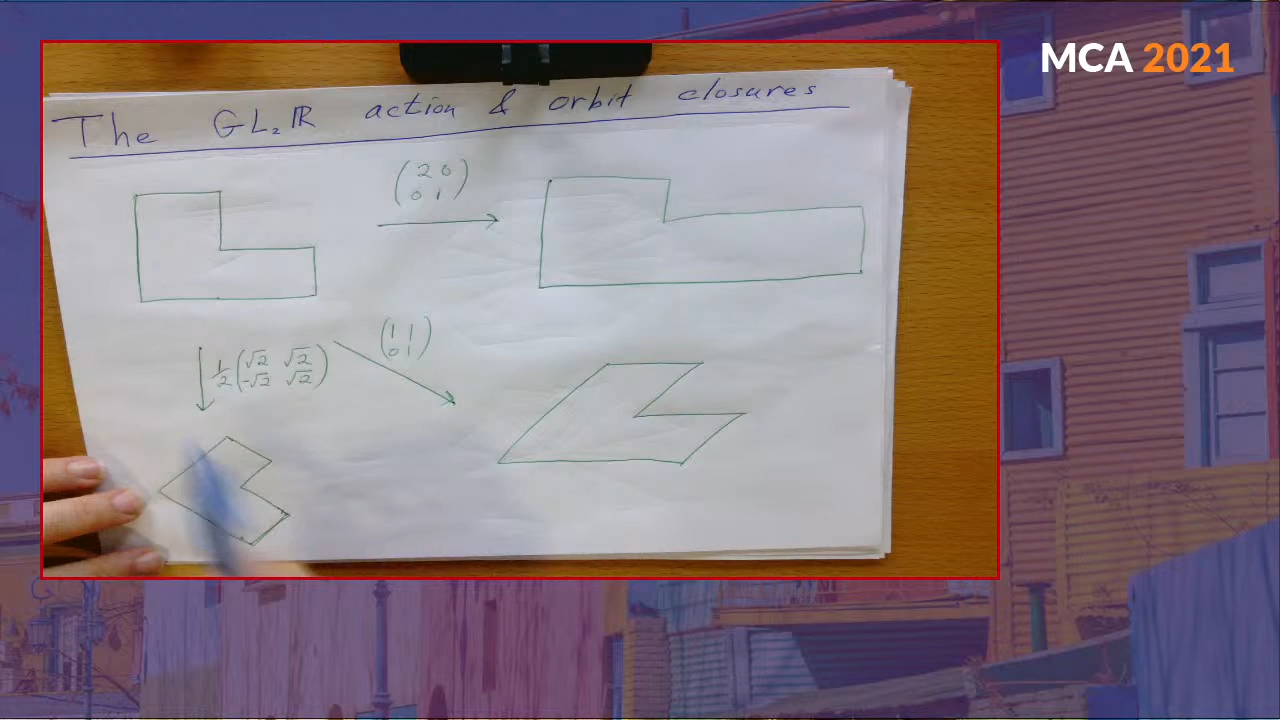 MCA 2021
The GL₂ℝ action & orbit closures
(2 0
0 1)
1/2 (√2 √2
-√2 √2)
(1 1
0 1)